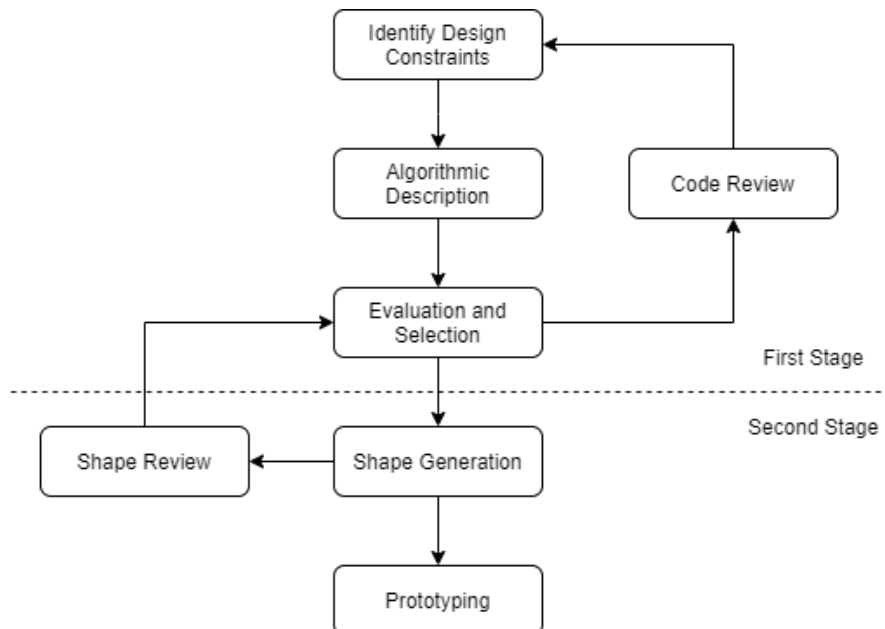 Identify Design
Constraints
Algorithmic
Description
Code Review
Evaluation and
Selection
First Stage
Second Stage
Shape Review
Shape Generation
Prototyping